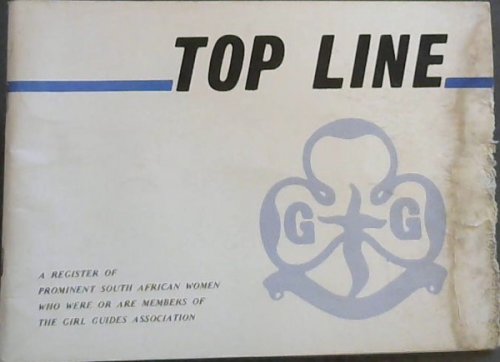 TOP LINE
G G
A REGISTER OF
PROMINENT SOUTH AFRICAN WOMEN
WHO WERE OR ARE MEMBERS OF
THE GIRL GUIDES ASSOCIATION